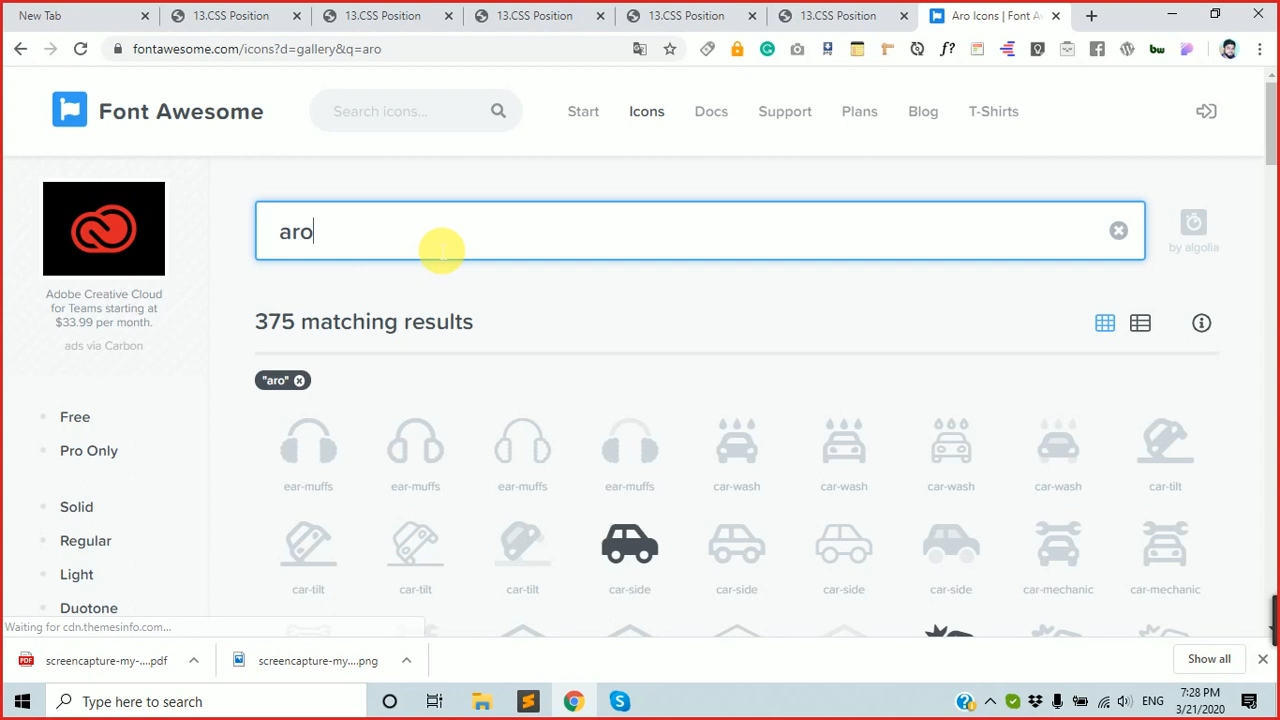 New Tab
13.CSS Position
13.CSS Position
13.CSS Position
13.CSS Position
13.CSS Position
Aro Icons | Font Aw
fontawesome.com/icons?d=gallery&q=aro
Font Awesome
Search icons...
Start
Icons
Docs
Support
Plans
Blog
T-Shirts
aro
by algolia
Adobe Creative Cloud
for Teams starting at
$33.99 per month.
ads via Carbon
375 matching results
"aro"
Free
Pro Only
Solid
Regular
Light
Duotone
ear-muffs ear-muffs ear-muffs ear-muffs car-wash car-wash car-wash car-wash car-tilt
car-tilt car-tilt car-tilt car-side car-side car-side car-side car-mechanic car-mechanic
Waiting for cdn.themesinfo.com...
PDF
screencapture-my-....pdf
screencapture-my-....png
Show all
Type here to search
ENG
7:28 PM
3/21/2020